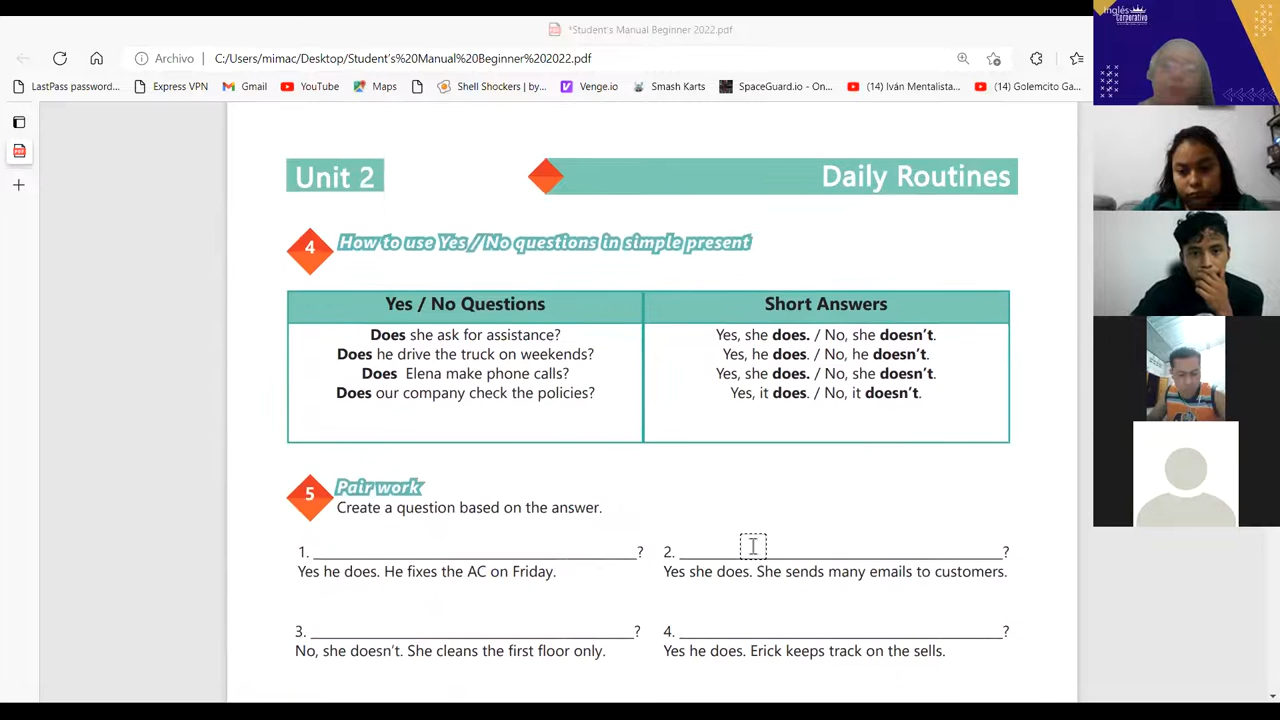 *Student's Manual Beginner 2022.pdf
Archivo C:/Users/mimac/Desktop/Student's%20Manual%20Beginner%202022.pdf
LastPass password... Express VPN Gmail YouTube Maps Shell Shockers | by... Venge.io Smash Karts SpaceGuard.io - On... (14) Iván Mentalista... (14) Golemcito Ga...
Inglés
Corporativo
Unit 2
Daily Routines
4 How to use Yes / No questions in simple present
Yes / No Questions
Short Answers
Does she ask for assistance?
Yes, she does. / No, she doesn't.
Does he drive the truck on weekends?
Yes, he does. / No, he doesn't.
Does Elena make phone calls?
Yes, she does. / No, she doesn't.
Does our company check the policies?
Yes, it does. / No, it doesn't.
5 Pair work
Create a question based on the answer.
1. ______________________________________?
2. ______________________________________?
Yes he does. He fixes the AC on Friday.
Yes she does. She sends many emails to customers.
3. ______________________________________?
4. ______________________________________?
No, she doesn't. She cleans the first floor only.
Yes he does. Erick keeps track on the sells.